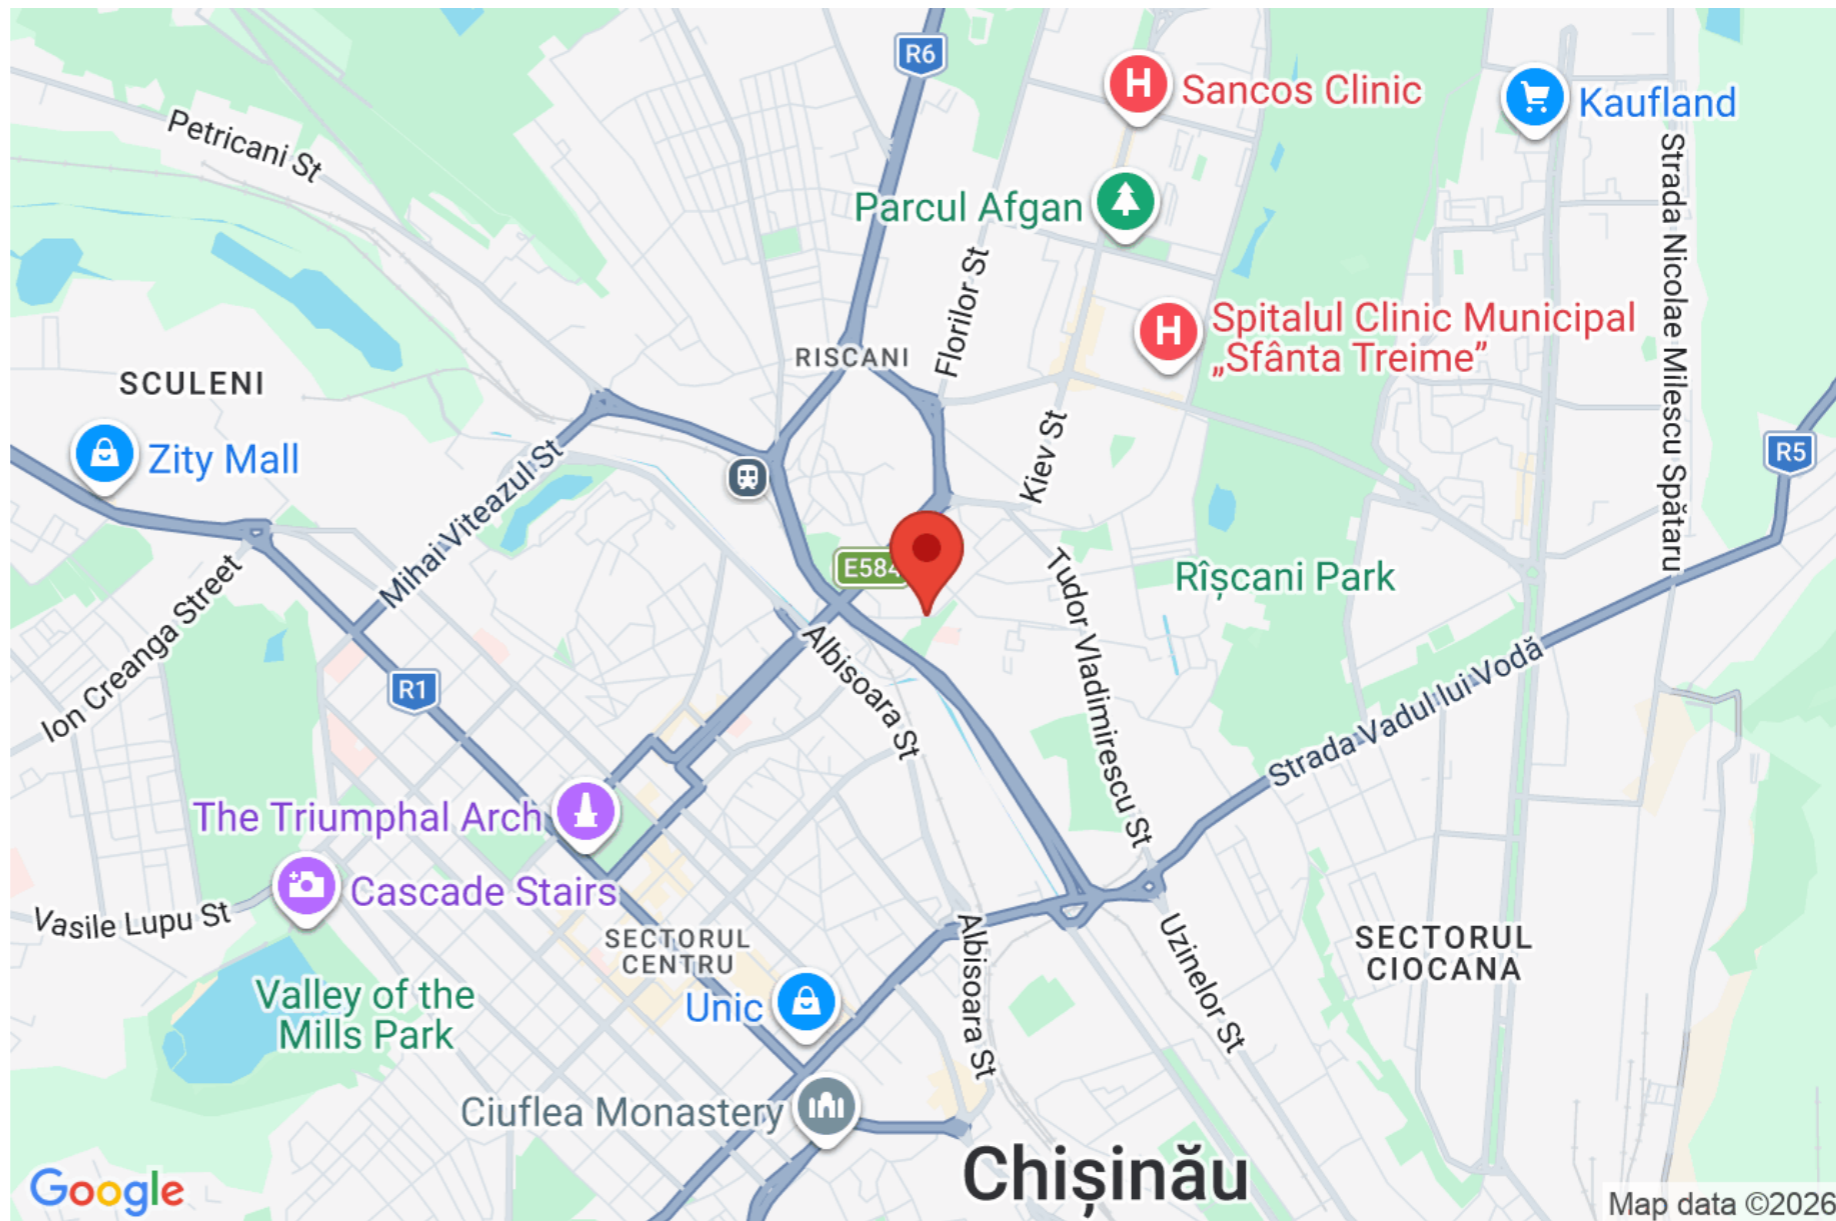 R6
Sancos Clinic
Kaufland
Petricani St
Strada Nicolae Milescu Spătaru
Parcul Afgan
Florilor St
Spitalul Clinic Municipal
„Sfânta Treime”
RISCANI
SCULENI
Zity Mall
Mihai Viteazul St
Kiev St
R5
E584
Ion Creanga Street
Tudor Vladimirescu St
Rîșcani Park
Albisoara St
R1
Strada Vadul lui Vodă
The Triumphal Arch
Cascade Stairs
Vasile Lupu St
SECTORUL
CENTRU
Albisoara St
Uzinelor St
SECTORUL
CIOCANA
Valley of the
Mills Park
Unic
Ciuflea Monastery
Chișinău
Google
Map data ©2026